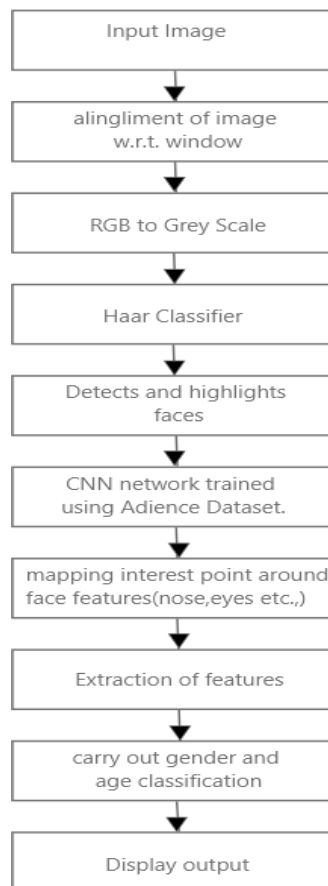 Input Image
alingliment of image
w.r.t. window
RGB to Grey Scale
Haar Classifier
Detects and highlights
faces
CNN network trained
using Adience Dataset.
mapping interest point around
face features(nose,eyes etc.,)
Extraction of features
carry out gender and
age classification
Display output